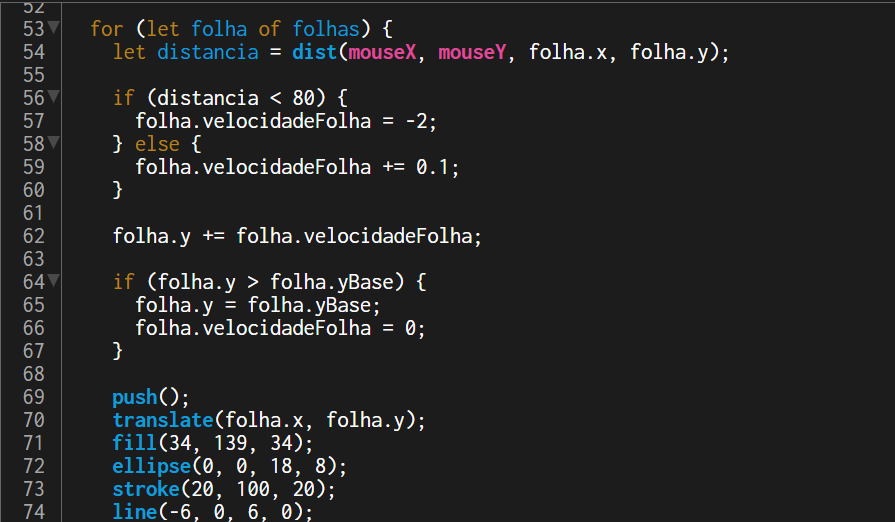 52
53 for (let folha of folhas) {
54 let distancia = dist(mouseX, mouseY, folha.x, folha.y);
55
56 if (distancia < 80) {
57 folha.velocidadeFolha = -2;
58 } else {
59 folha.velocidadeFolha += 0.1;
60 }
61
62 folha.y += folha.velocidadeFolha;
63
64 if (folha.y > folha.yBase) {
65 folha.y = folha.yBase;
66 folha.velocidadeFolha = 0;
67 }
68
69 push();
70 translate(folha.x, folha.y);
71 fill(34, 139, 34);
72 ellipse(0, 0, 18, 8);
73 stroke(20, 100, 20);
74 line(-6, 0, 6, 0);